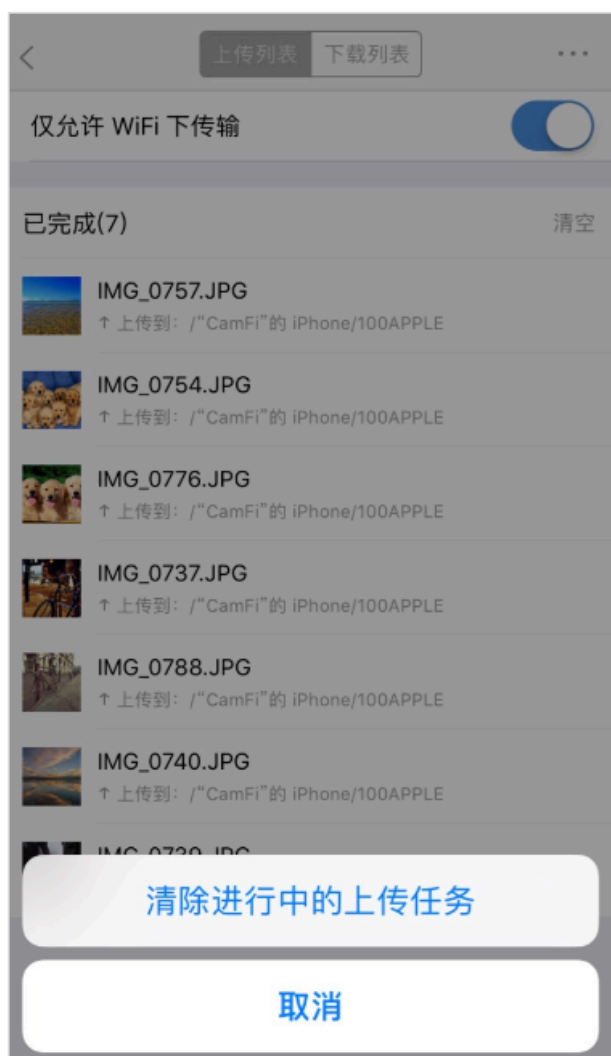 上传列表 下载列表 ...
仅允许 WiFi 下传输
已完成(7) 清空
IMG_0757.JPG
↑ 上传到：/“CamFi”的 iPhone/100APPLE
IMG_0754.JPG
↑ 上传到：/“CamFi”的 iPhone/100APPLE
IMG_0776.JPG
↑ 上传到：/“CamFi”的 iPhone/100APPLE
IMG_0737.JPG
↑ 上传到：/“CamFi”的 iPhone/100APPLE
IMG_0788.JPG
↑ 上传到：/“CamFi”的 iPhone/100APPLE
IMG_0740.JPG
↑ 上传到：/“CamFi”的 iPhone/100APPLE
清除进行中的上传任务
取消